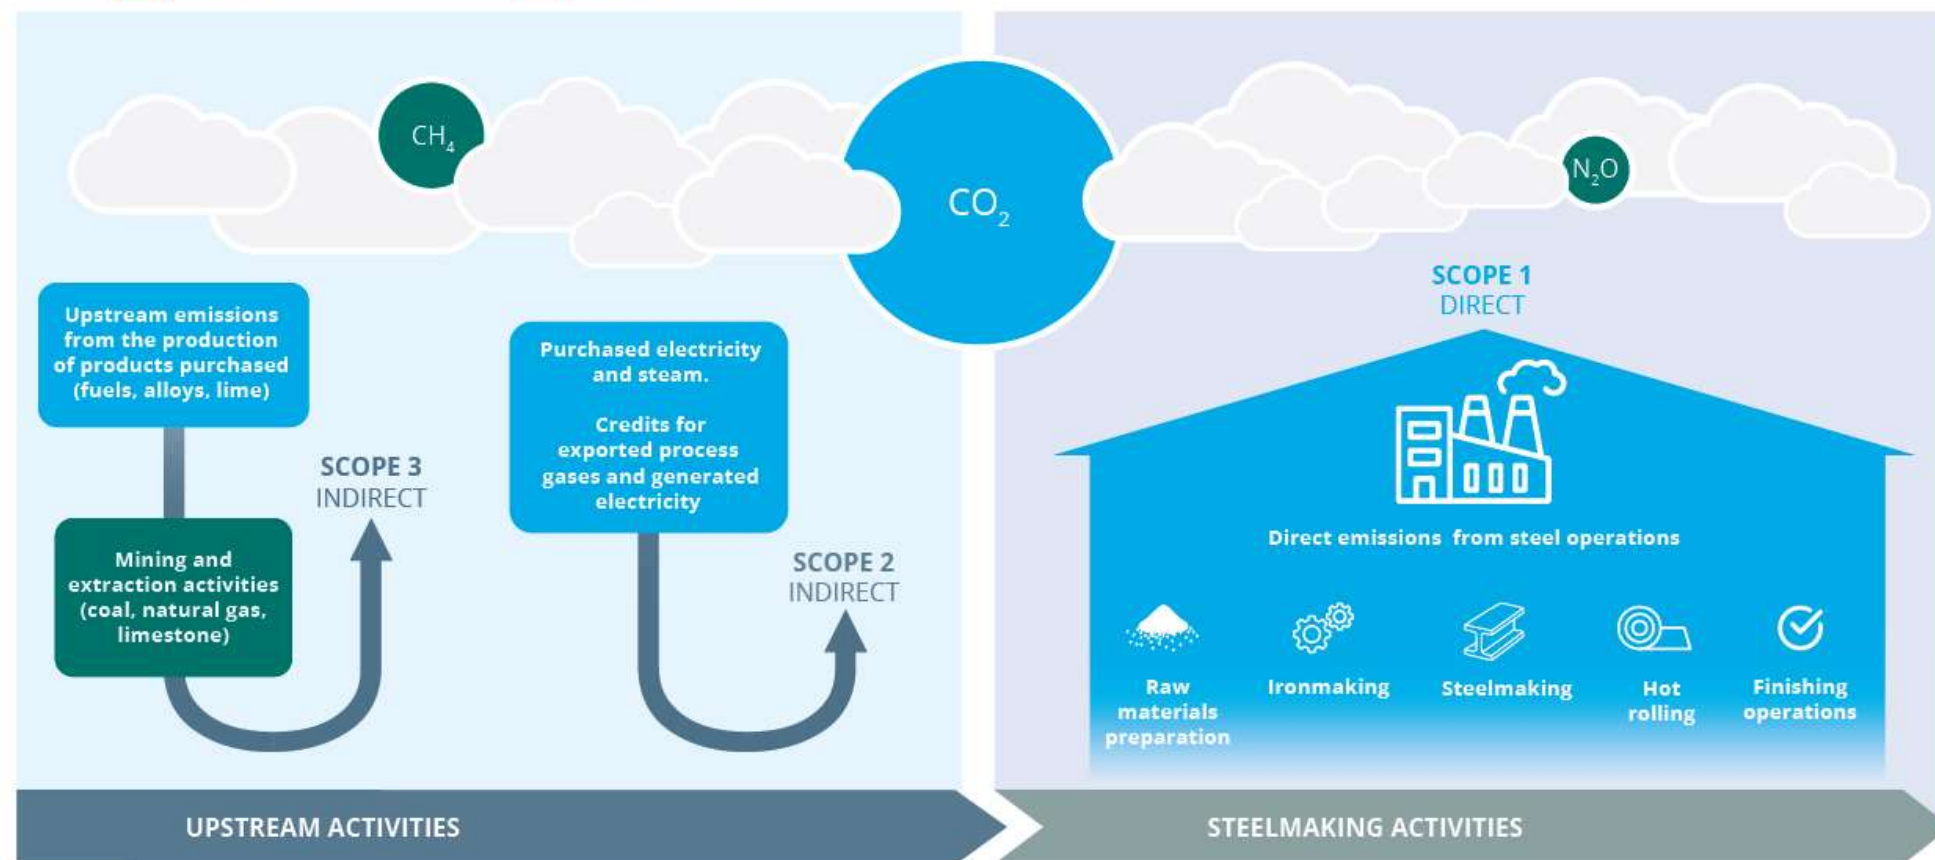 CH₄
CO₂
N₂O
Upstream emissions
from the production
of products purchased
(fuels, alloys, lime)
Mining and
extraction activities
(coal, natural gas,
limestone)
SCOPE 3
INDIRECT
Purchased electricity
and steam.
Credits for
exported process
gases and generated
electricity
SCOPE 2
INDIRECT
SCOPE 1
DIRECT
Direct emissions from steel operations
Raw
materials
preparation
Ironmaking
Steelmaking
Hot
rolling
Finishing
operations
UPSTREAM ACTIVITIES
STEELMAKING ACTIVITIES